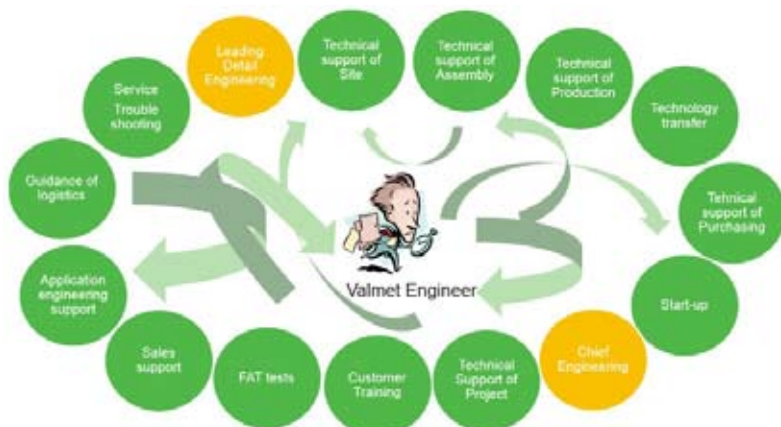 Leading
Detail
Engineering
Technical
support of
Site
Technical
support of
Assembly
Technical
support of
Production
Technology
transfer
Tehnical
support of
Purchasing
Start-up
Chief
Engineering
Technical
Support of
Project
Customer
Training
FAT tests
Sales
support
Application
engineering
support
Guidance of
logistics
Service
Trouble
shooting
Valmet Engineer